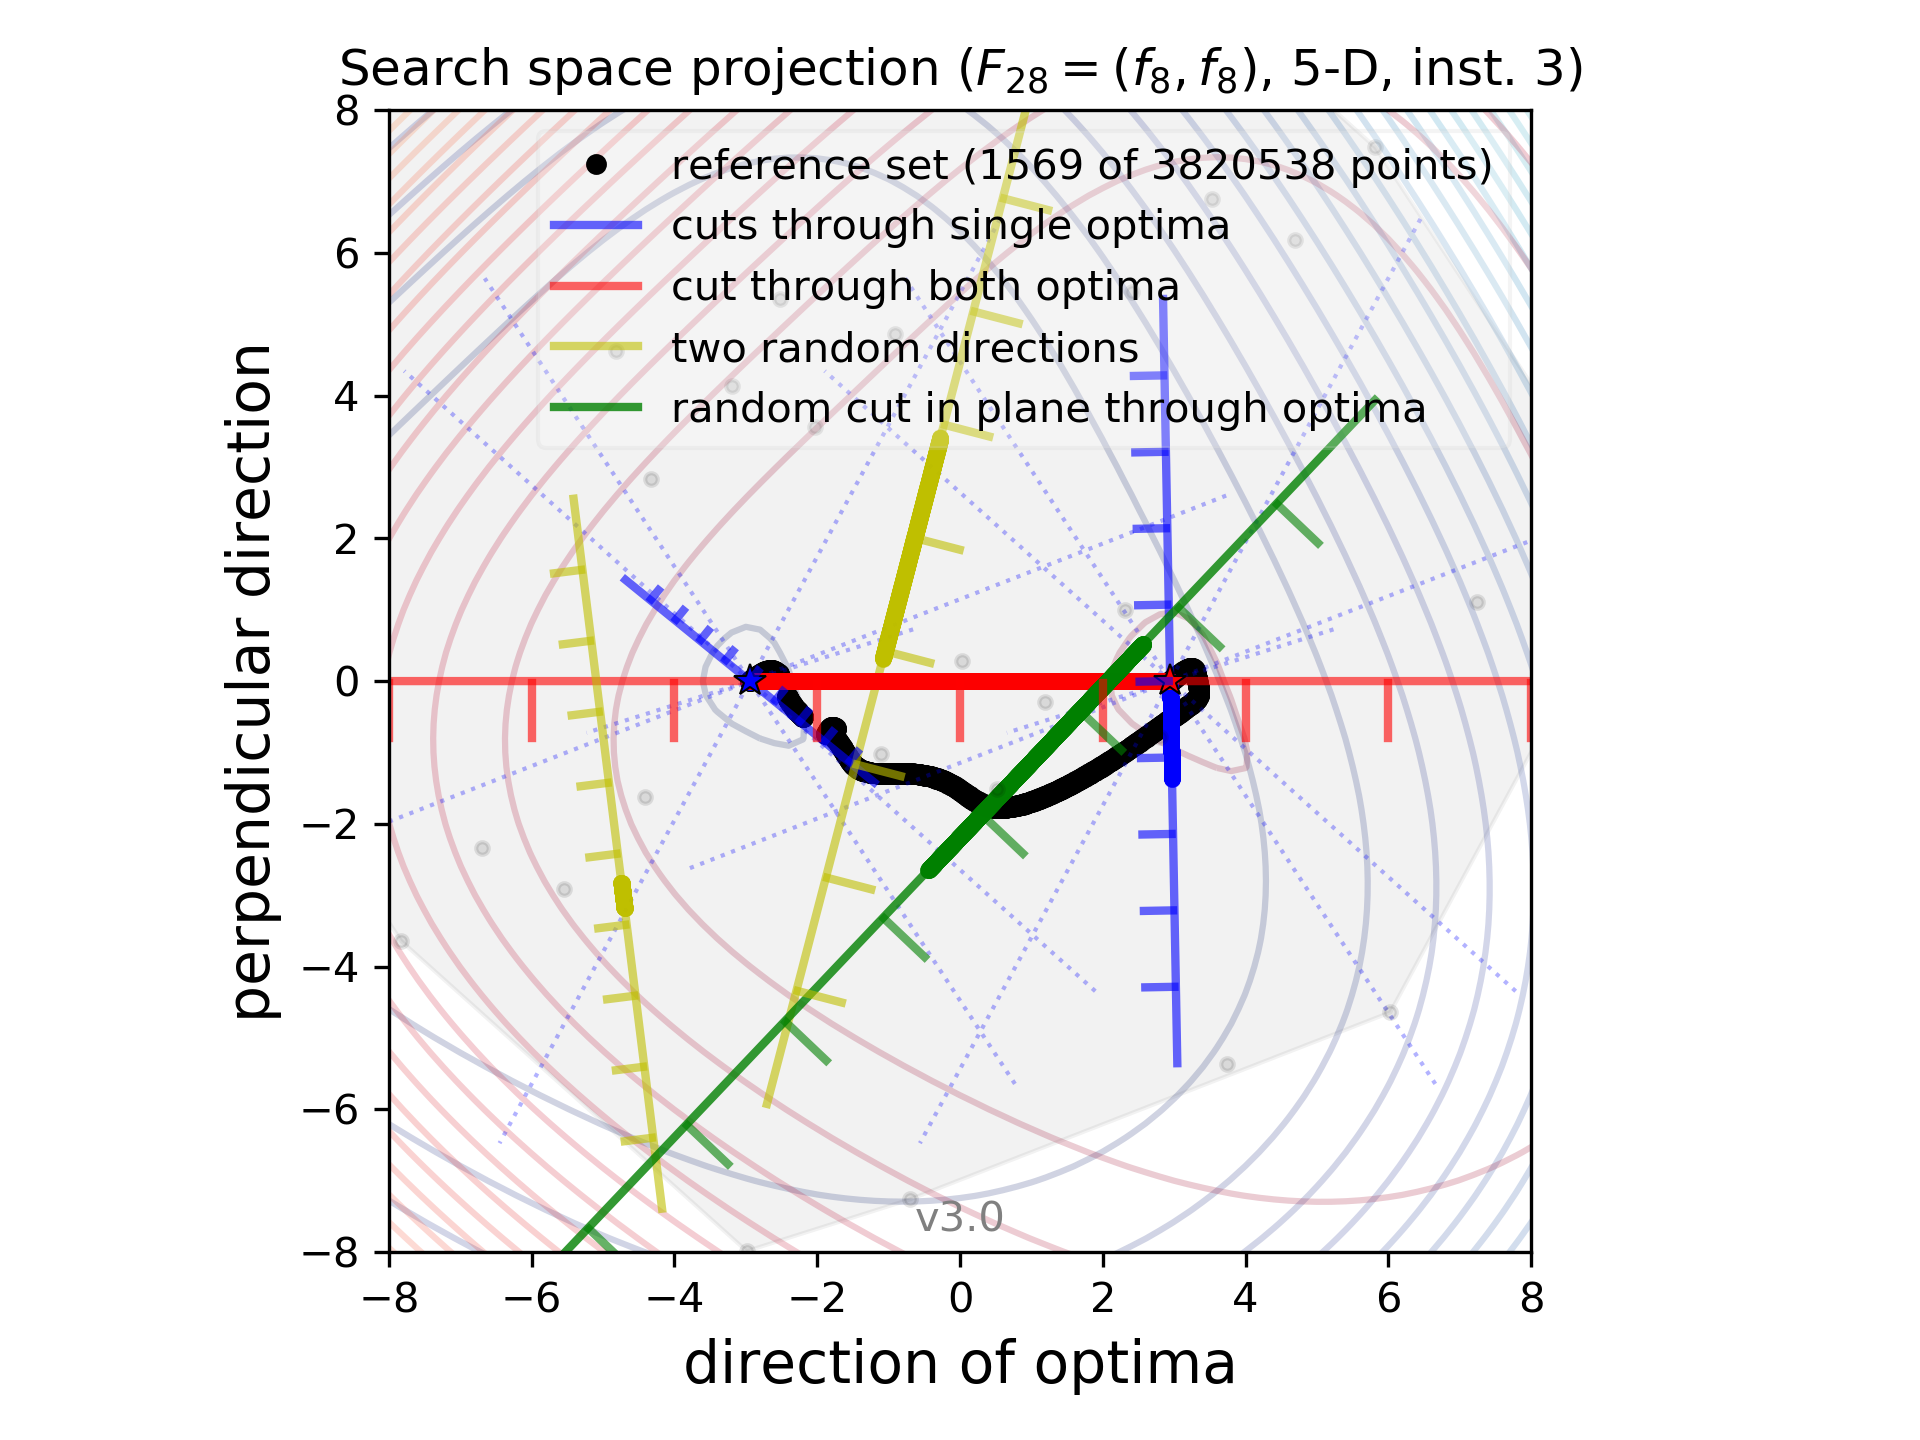 Search space projection (F₂₈ = (f₈, f₈), 5-D, inst. 3)
reference set (1569 of 3820538 points)
cuts through single optima
cut through both optima
two random directions
random cut in plane through optima
8
6
4
2
0
−2
−4
−6
−8
perpendicular direction
v3.0
−8 −6 −4 −2 0 2 4 6 8
direction of optima